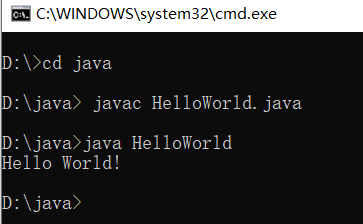 C:\WINDOWS\system32\cmd.exe
D:\>cd java
D:\java> javac HelloWorld.java
D:\java>java HelloWorld
Hello World!
D:\java>